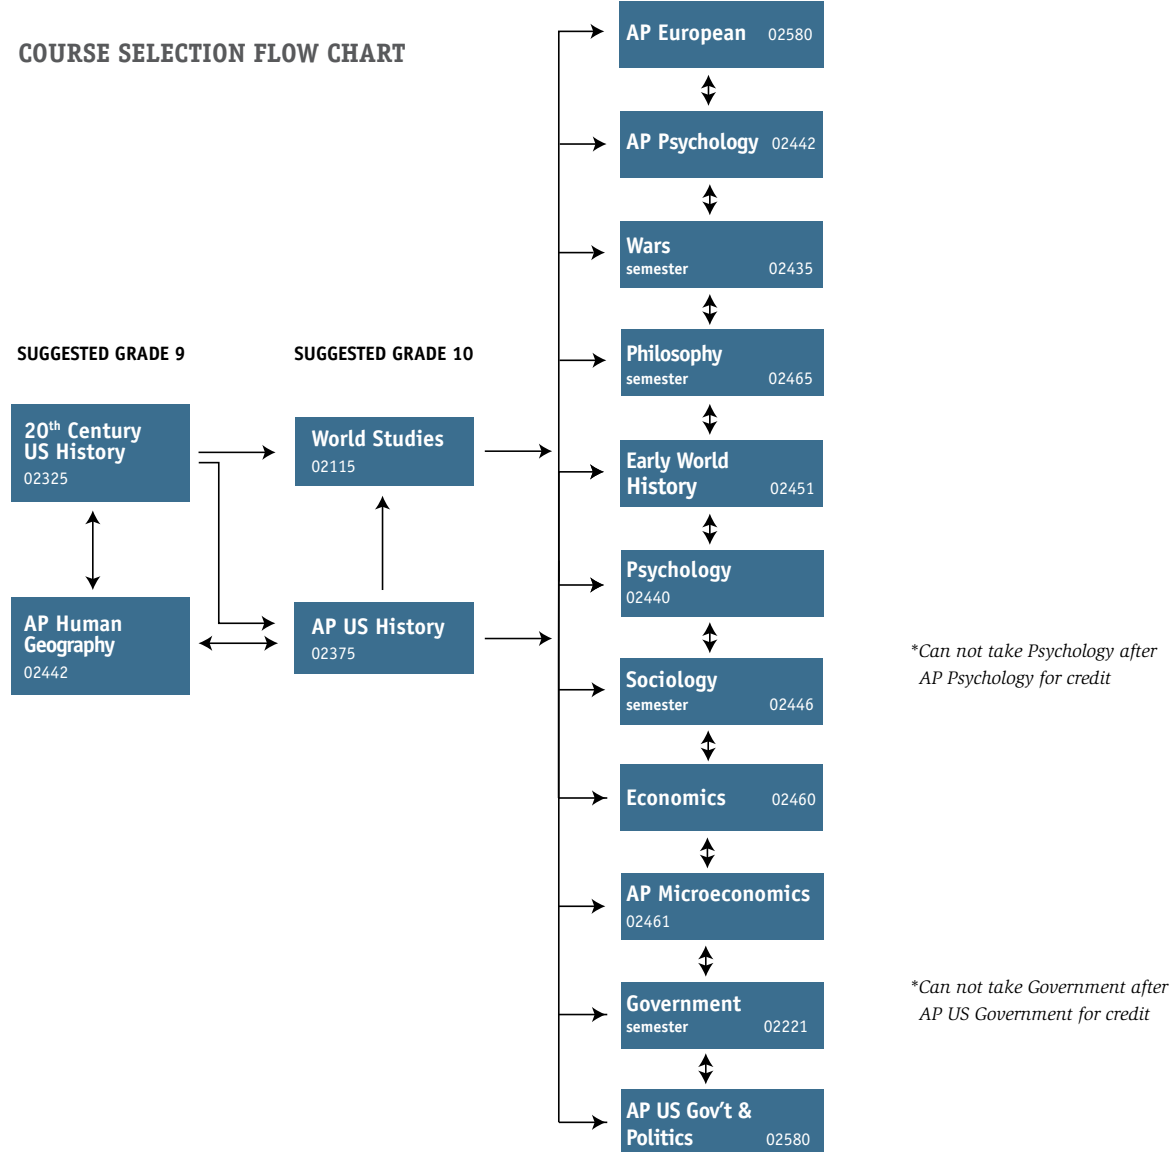 COURSE SELECTION FLOW CHART
SUGGESTED GRADE 9
20th Century
US History
02325
AP Human
Geography
02442
SUGGESTED GRADE 10
World Studies
02115
AP US History
02375
AP European 02580
AP Psychology 02442
Wars
semester 02435
Philosophy
semester 02465
Early World
History 02451
Psychology
02440
Sociology
semester 02446
Economics 02460
AP Microeconomics
02461
Government
semester 02221
AP US Gov’t &
Politics 02580
*Can not take Psychology after
AP Psychology for credit
*Can not take Government after
AP US Government for credit